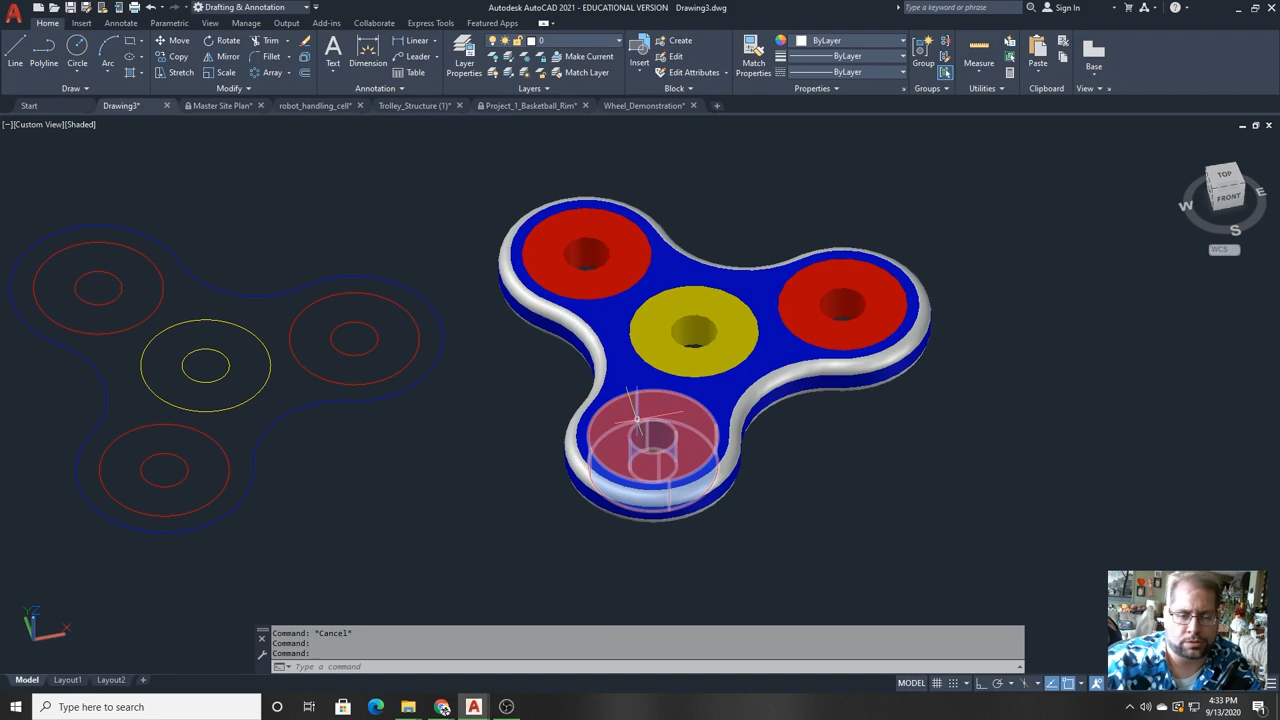 Drafting & Annotation
Autodesk AutoCAD 2021 - EDUCATIONAL VERSION Drawing3.dwg
Type a keyword or phrase
Sign In
Home Insert Annotate Parametric View Manage Output Add-ins Collaborate Express Tools Featured Apps
Line Polyline Circle Arc
Move Rotate Trim
Copy Mirror Fillet
Stretch Scale Array
Text Dimension
Linear
Leader
Table
Layer Properties
0
Make Current
Match Layer
Insert
Create
Edit
Edit Attributes
Match Properties
ByLayer
ByLayer
ByLayer
Group
Measure
Paste
Base
Draw Modify Annotation Layers Block Properties Groups Utilities Clipboard View
Start Drawing3* Master Site Plan* robot_handling_cell* Trolley_Structure (1)* Project_1_Basketball_Rim* Wheel_Demonstration*
[−][Custom View][Shaded]
TOP
FRONT
W
E
S
WCS
Y
Z
X
Command: *Cancel*
Command:
Command:
Type a command
Model Layout1 Layout2
MODEL
Type here to search
4:33 PM
9/13/2020